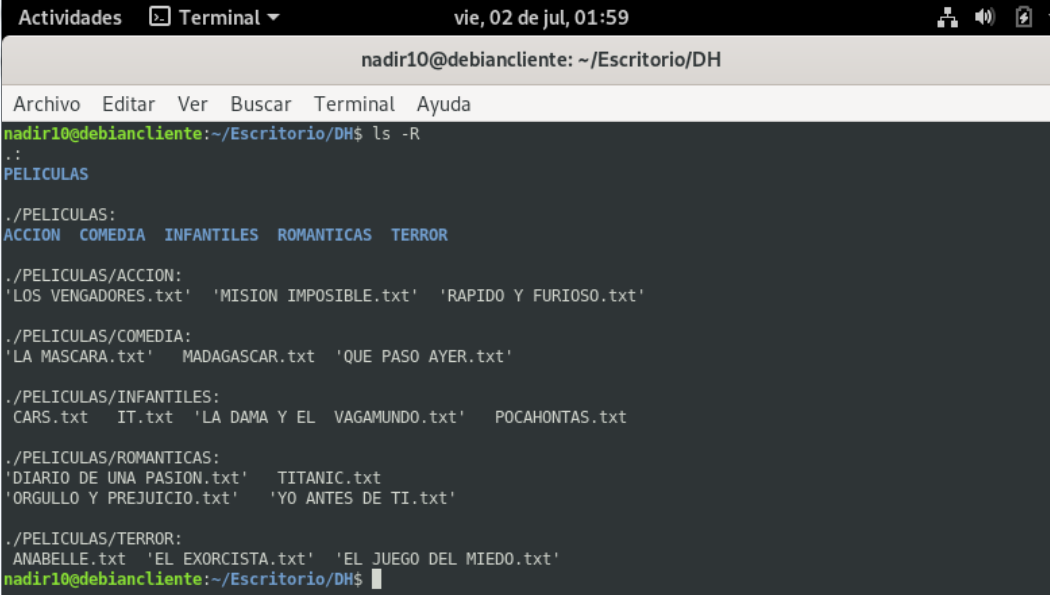 Actividades Terminal vie, 02 de jul, 01:59
nadir10@debiancliente: ~/Escritorio/DH
Archivo Editar Ver Buscar Terminal Ayuda
nadir10@debiancliente:~/Escritorio/DH$ ls -R
.:
PELICULAS
./PELICULAS:
ACCION  COMEDIA  INFANTILES  ROMANTICAS  TERROR
./PELICULAS/ACCION:
'LOS VENGADORES.txt'  'MISION IMPOSIBLE.txt'  'RAPIDO Y FURIOSO.txt'
./PELICULAS/COMEDIA:
'LA MASCARA.txt'   MADAGASCAR.txt  'QUE PASO AYER.txt'
./PELICULAS/INFANTILES:
CARS.txt   IT.txt  'LA DAMA Y EL  VAGAMUNDO.txt'   POCAHONTAS.txt
./PELICULAS/ROMANTICAS:
'DIARIO DE UNA PASION.txt'   TITANIC.txt
'ORGULLO Y PREJUICIO.txt'   'YO ANTES DE TI.txt'
./PELICULAS/TERROR:
ANABELLE.txt  'EL EXORCISTA.txt'  'EL JUEGO DEL MIEDO.txt'
nadir10@debiancliente:~/Escritorio/DH$